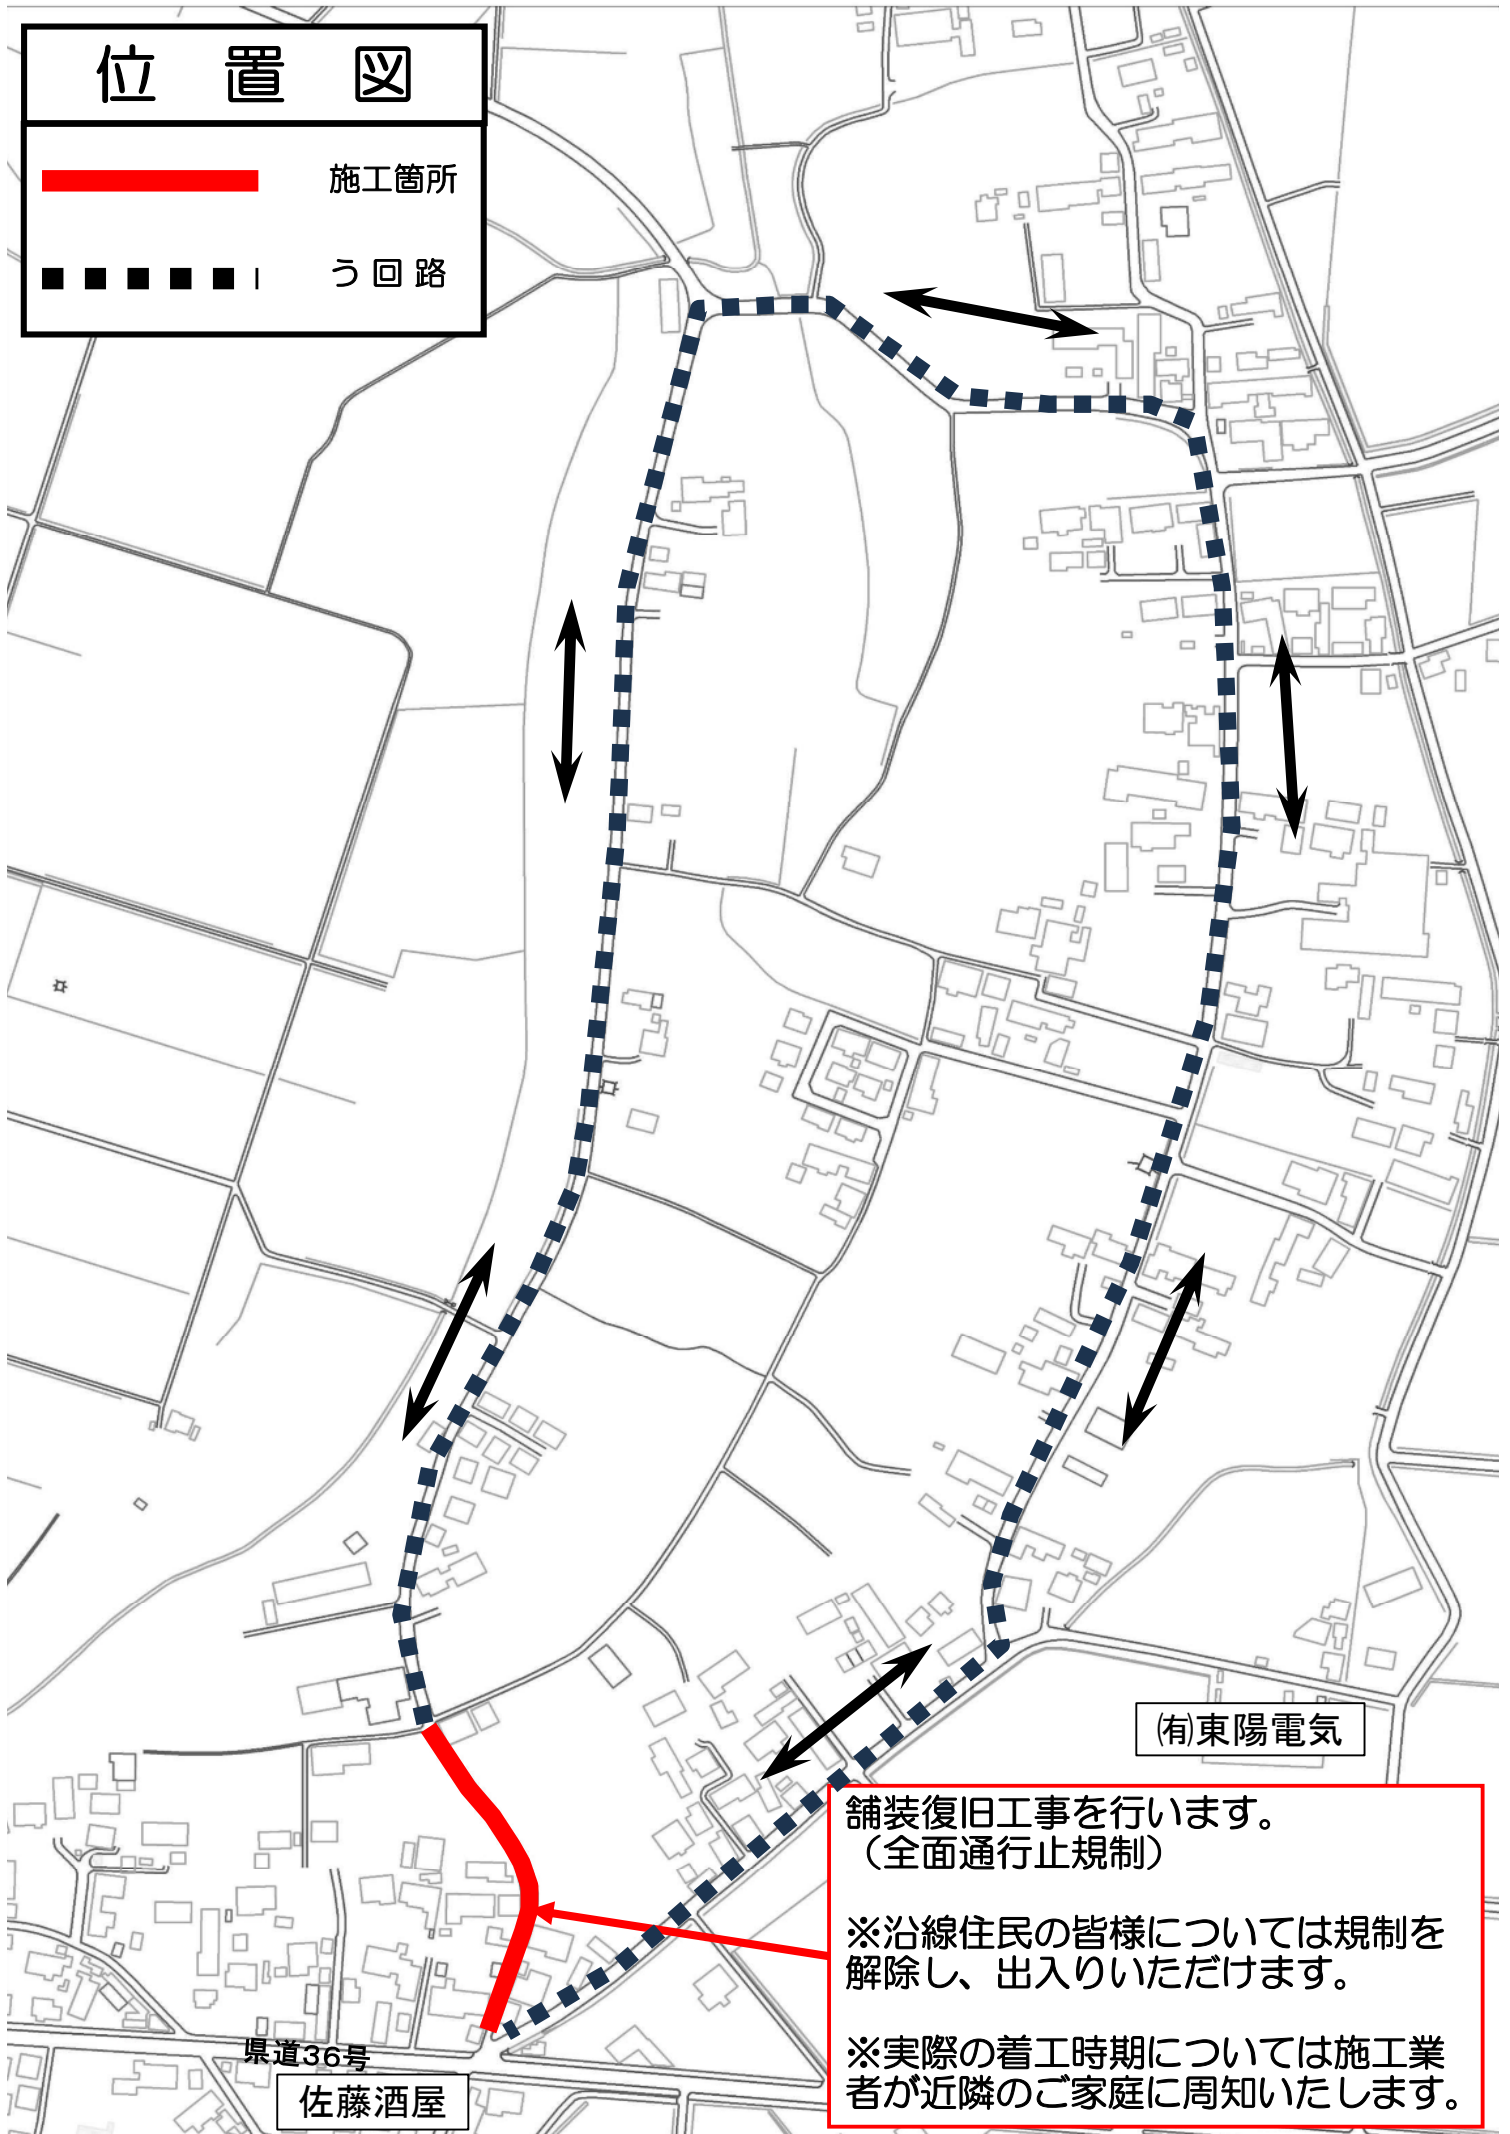 位置図
施工箇所
う回路
㈲東陽電気
舗装復旧工事を行います。
（全面通行止規制）
※沿線住民の皆様については規制を
解除し、出入りいただけます。
※実際の着工時期については施工業
者が近隣のご家庭に周知いたします。
県道36号
佐藤酒屋